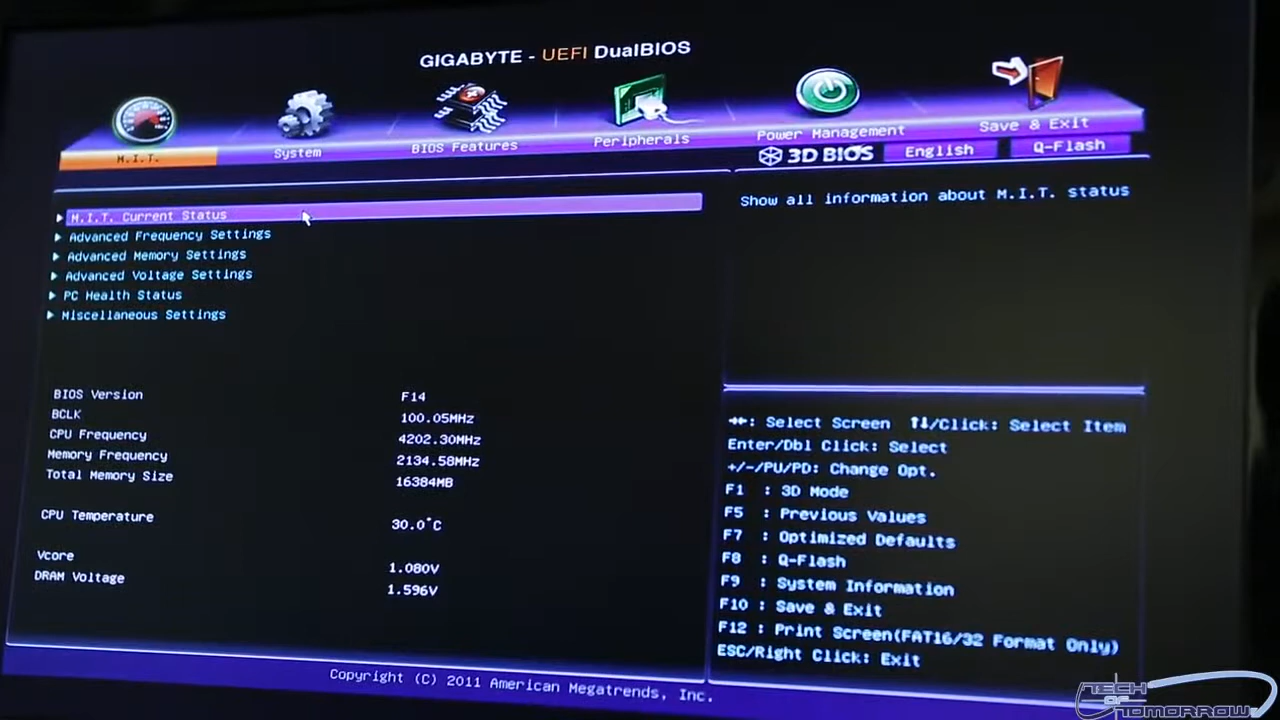 GIGABYTE - UEFI DualBIOS
M.I.T.
System
BIOS Features
Peripherals
Power Management
Save & Exit
3D BIOS
English
Q-Flash
M.I.T. Current Status
Advanced Frequency Settings
Advanced Memory Settings
Advanced Voltage Settings
PC Health Status
Miscellaneous Settings
BIOS Version F14
BCLK 100.05MHz
CPU Frequency 4202.30MHz
Memory Frequency 2134.58MHz
Total Memory Size 16384MB
CPU Temperature 30.0°C
Vcore 1.080V
DRAM Voltage 1.596V
Show all information about M.I.T. status
→←: Select Screen ↑↓/Click: Select Item
Enter/Dbl Click: Select
+/-/PU/PD: Change Opt.
F1 : 3D Mode
F5 : Previous Values
F7 : Optimized Defaults
F8 : Q-Flash
F9 : System Information
F10 : Save & Exit
F12 : Print Screen(FAT16/32 Format Only)
ESC/Right Click: Exit
Copyright (C) 2011 American Megatrends, Inc.
TECH
OF
TOMORROW